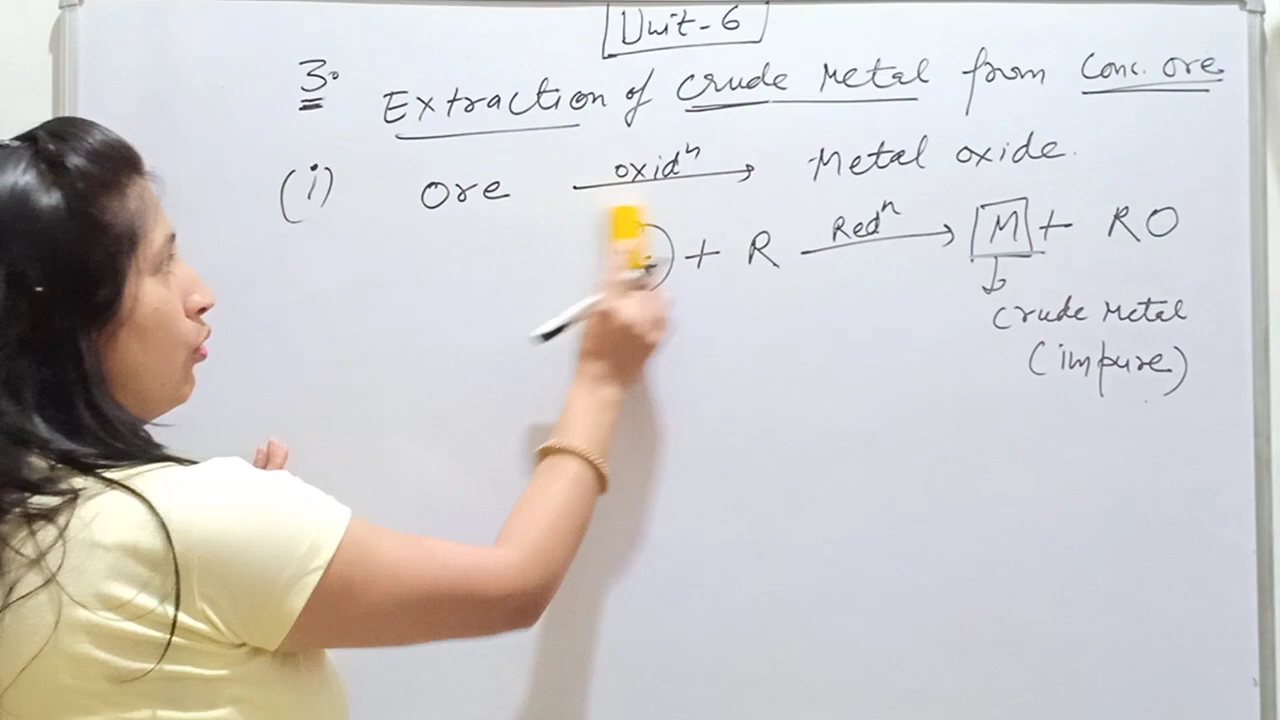 Unit-6
3. Extraction of crude Metal from Conc. ore
(i) Ore oxidⁿ → Metal oxide.
+ R Redⁿ → M + RO
↓
Crude Metal
(impure)